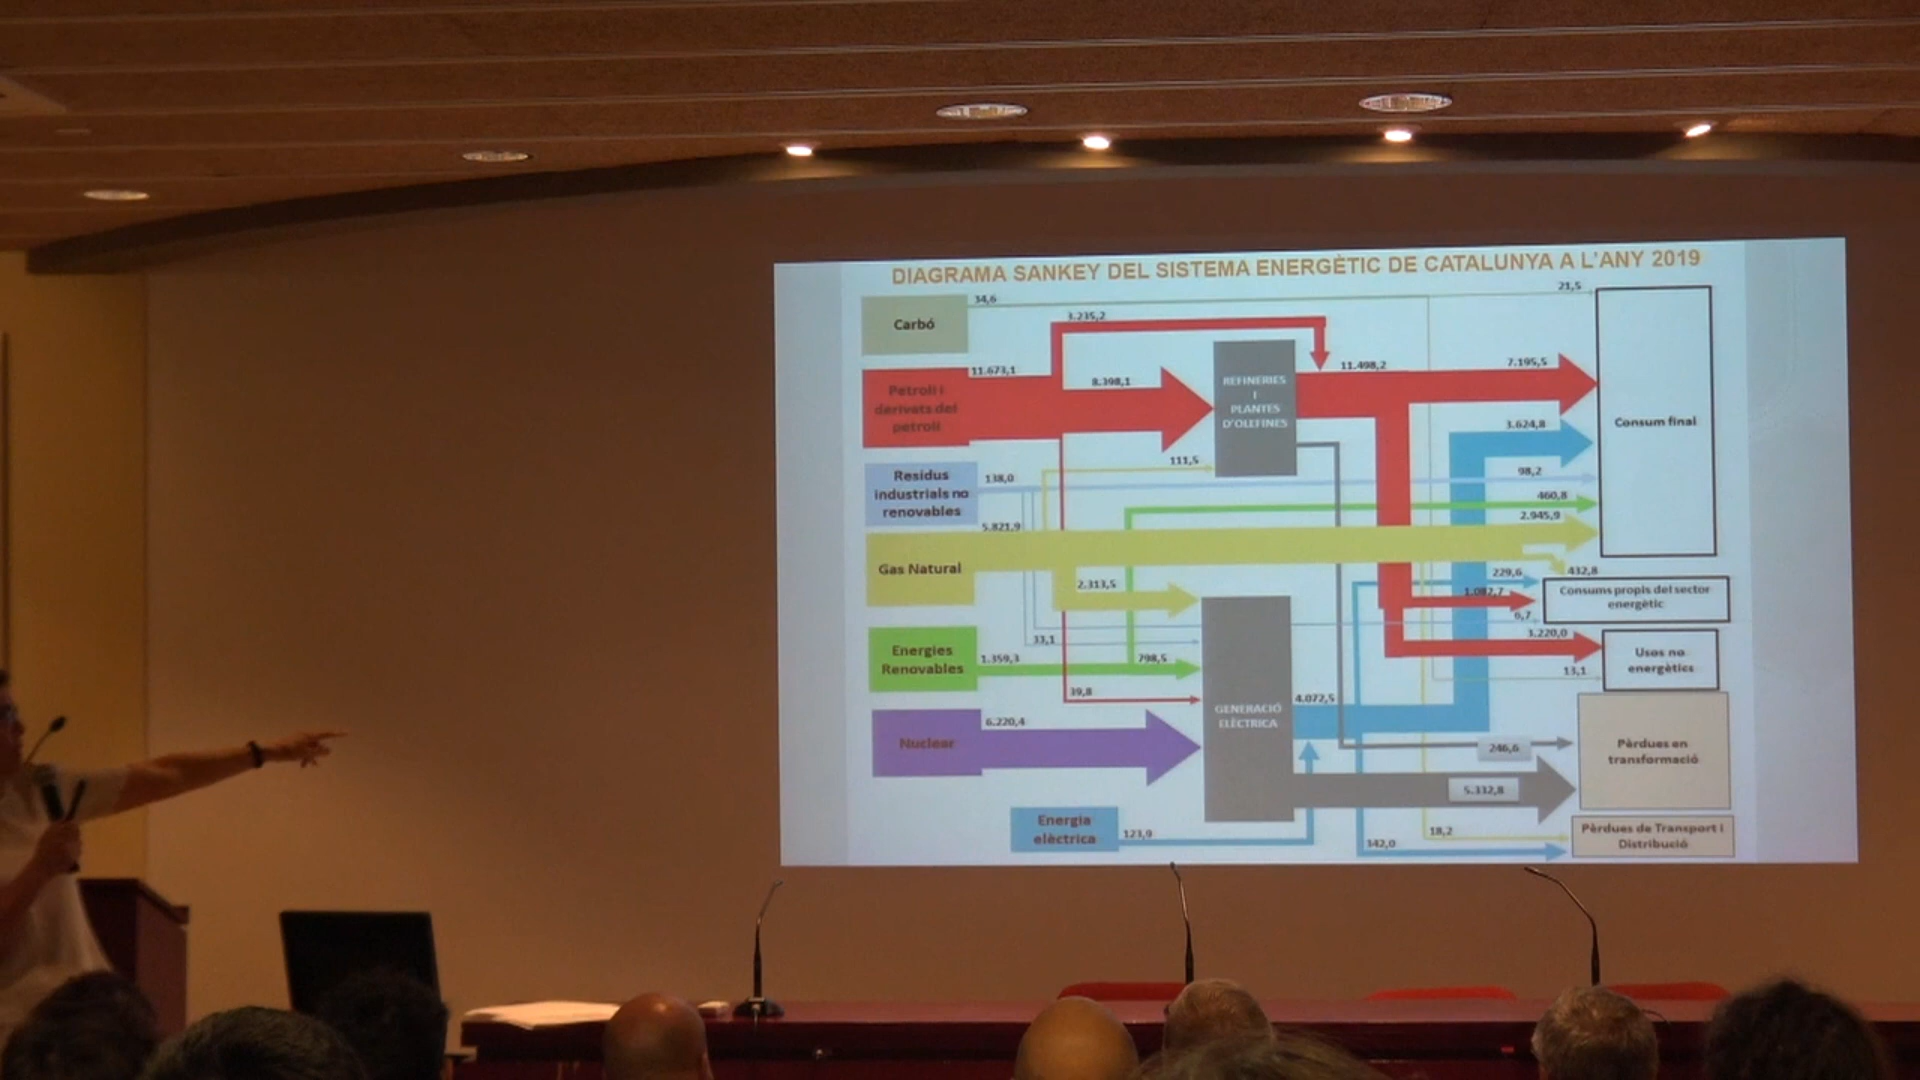 DIAGRAMA SANKEY DEL SISTEMA ENERGÈTIC DE CATALUNYA A L'ANY 2019
34,6
21,5
Carbó
3.235,2
11.673,1
8.398,1
11.498,2
7.195,5
Petroli i
derivats del
petroli
REFINERIES
I
PLANTES
D'OLEFINES
Consum final
3.624,8
111,5
98,2
Residus
industrials no
renovables
138,0
460,8
5.821,9
2.945,9
Gas Natural
2.313,5
229,6
432,8
1.082,7
Consums propis del sector
energètic
6,7
33,1
3.220,0
Energies
Renovables
1.359,3
798,5
Usos no
energètics
13,1
39,8
4.072,5
GENERACIÓ
ELÈCTRICA
6.220,4
Nuclear
246,6
Pèrdues en
transformació
5.332,8
Energia
elèctrica
123,9
18,2
342,0
Pèrdues de Transport i
Distribució